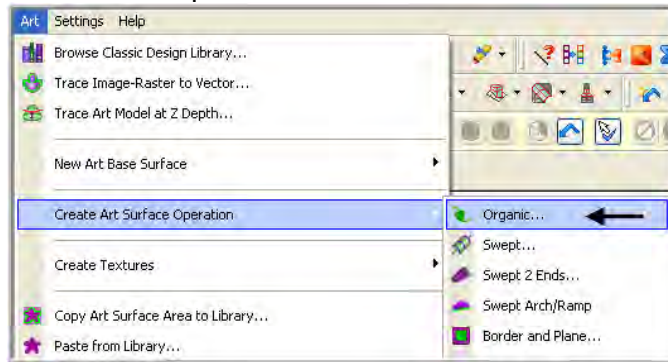 Art Settings Help
Browse Classic Design Library...
Trace Image-Raster to Vector...
Trace Art Model at Z Depth...
New Art Base Surface
Create Art Surface Operation
Organic...
Swept...
Create Textures
Swept 2 Ends...
Swept Arch/Ramp
Copy Art Surface Area to Library...
Border and Plane...
Paste from Library...